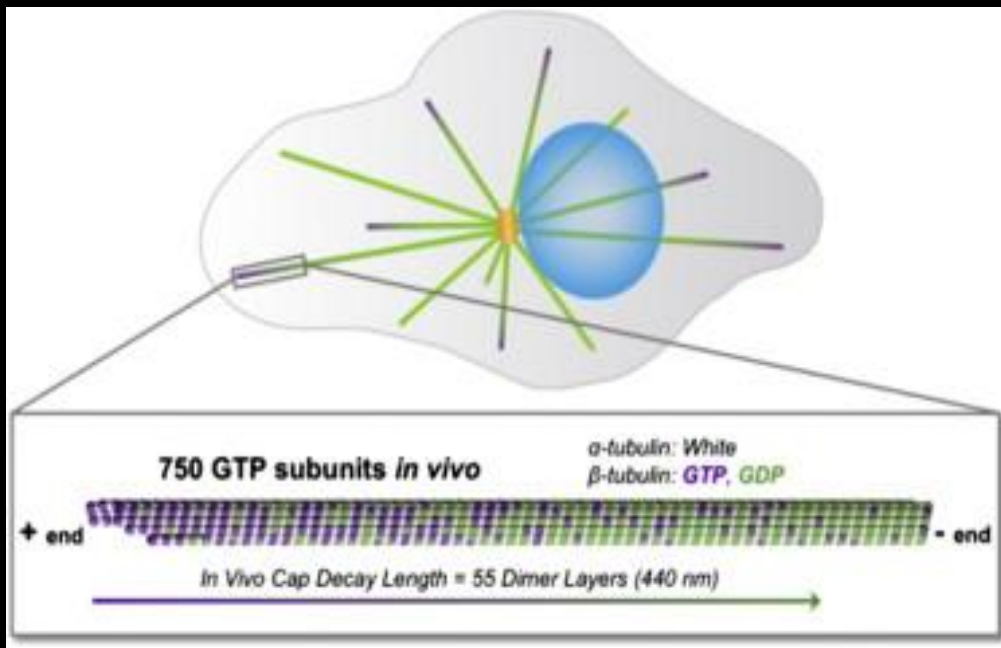 750 GTP subunits in vivo
α-tubulin: White
β-tubulin: GTP, GDP
+ end
- end
In Vivo Cap Decay Length = 55 Dimer Layers (440 nm)